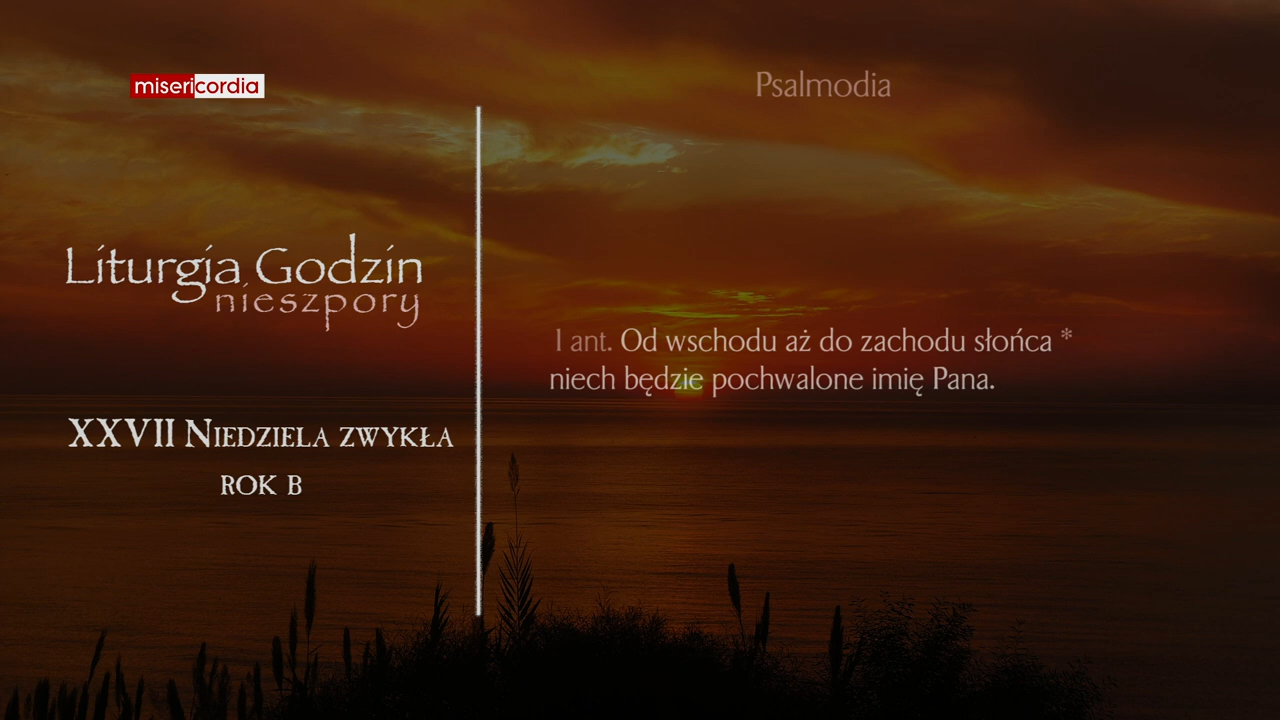 misericordia
Psalmodia
Liturgia Godzin
nieszpory
1 ant. Od wschodu aż do zachodu słońca *
niech będzie pochwalone imię Pana.
XXVII Niedziela zwykła
rok B